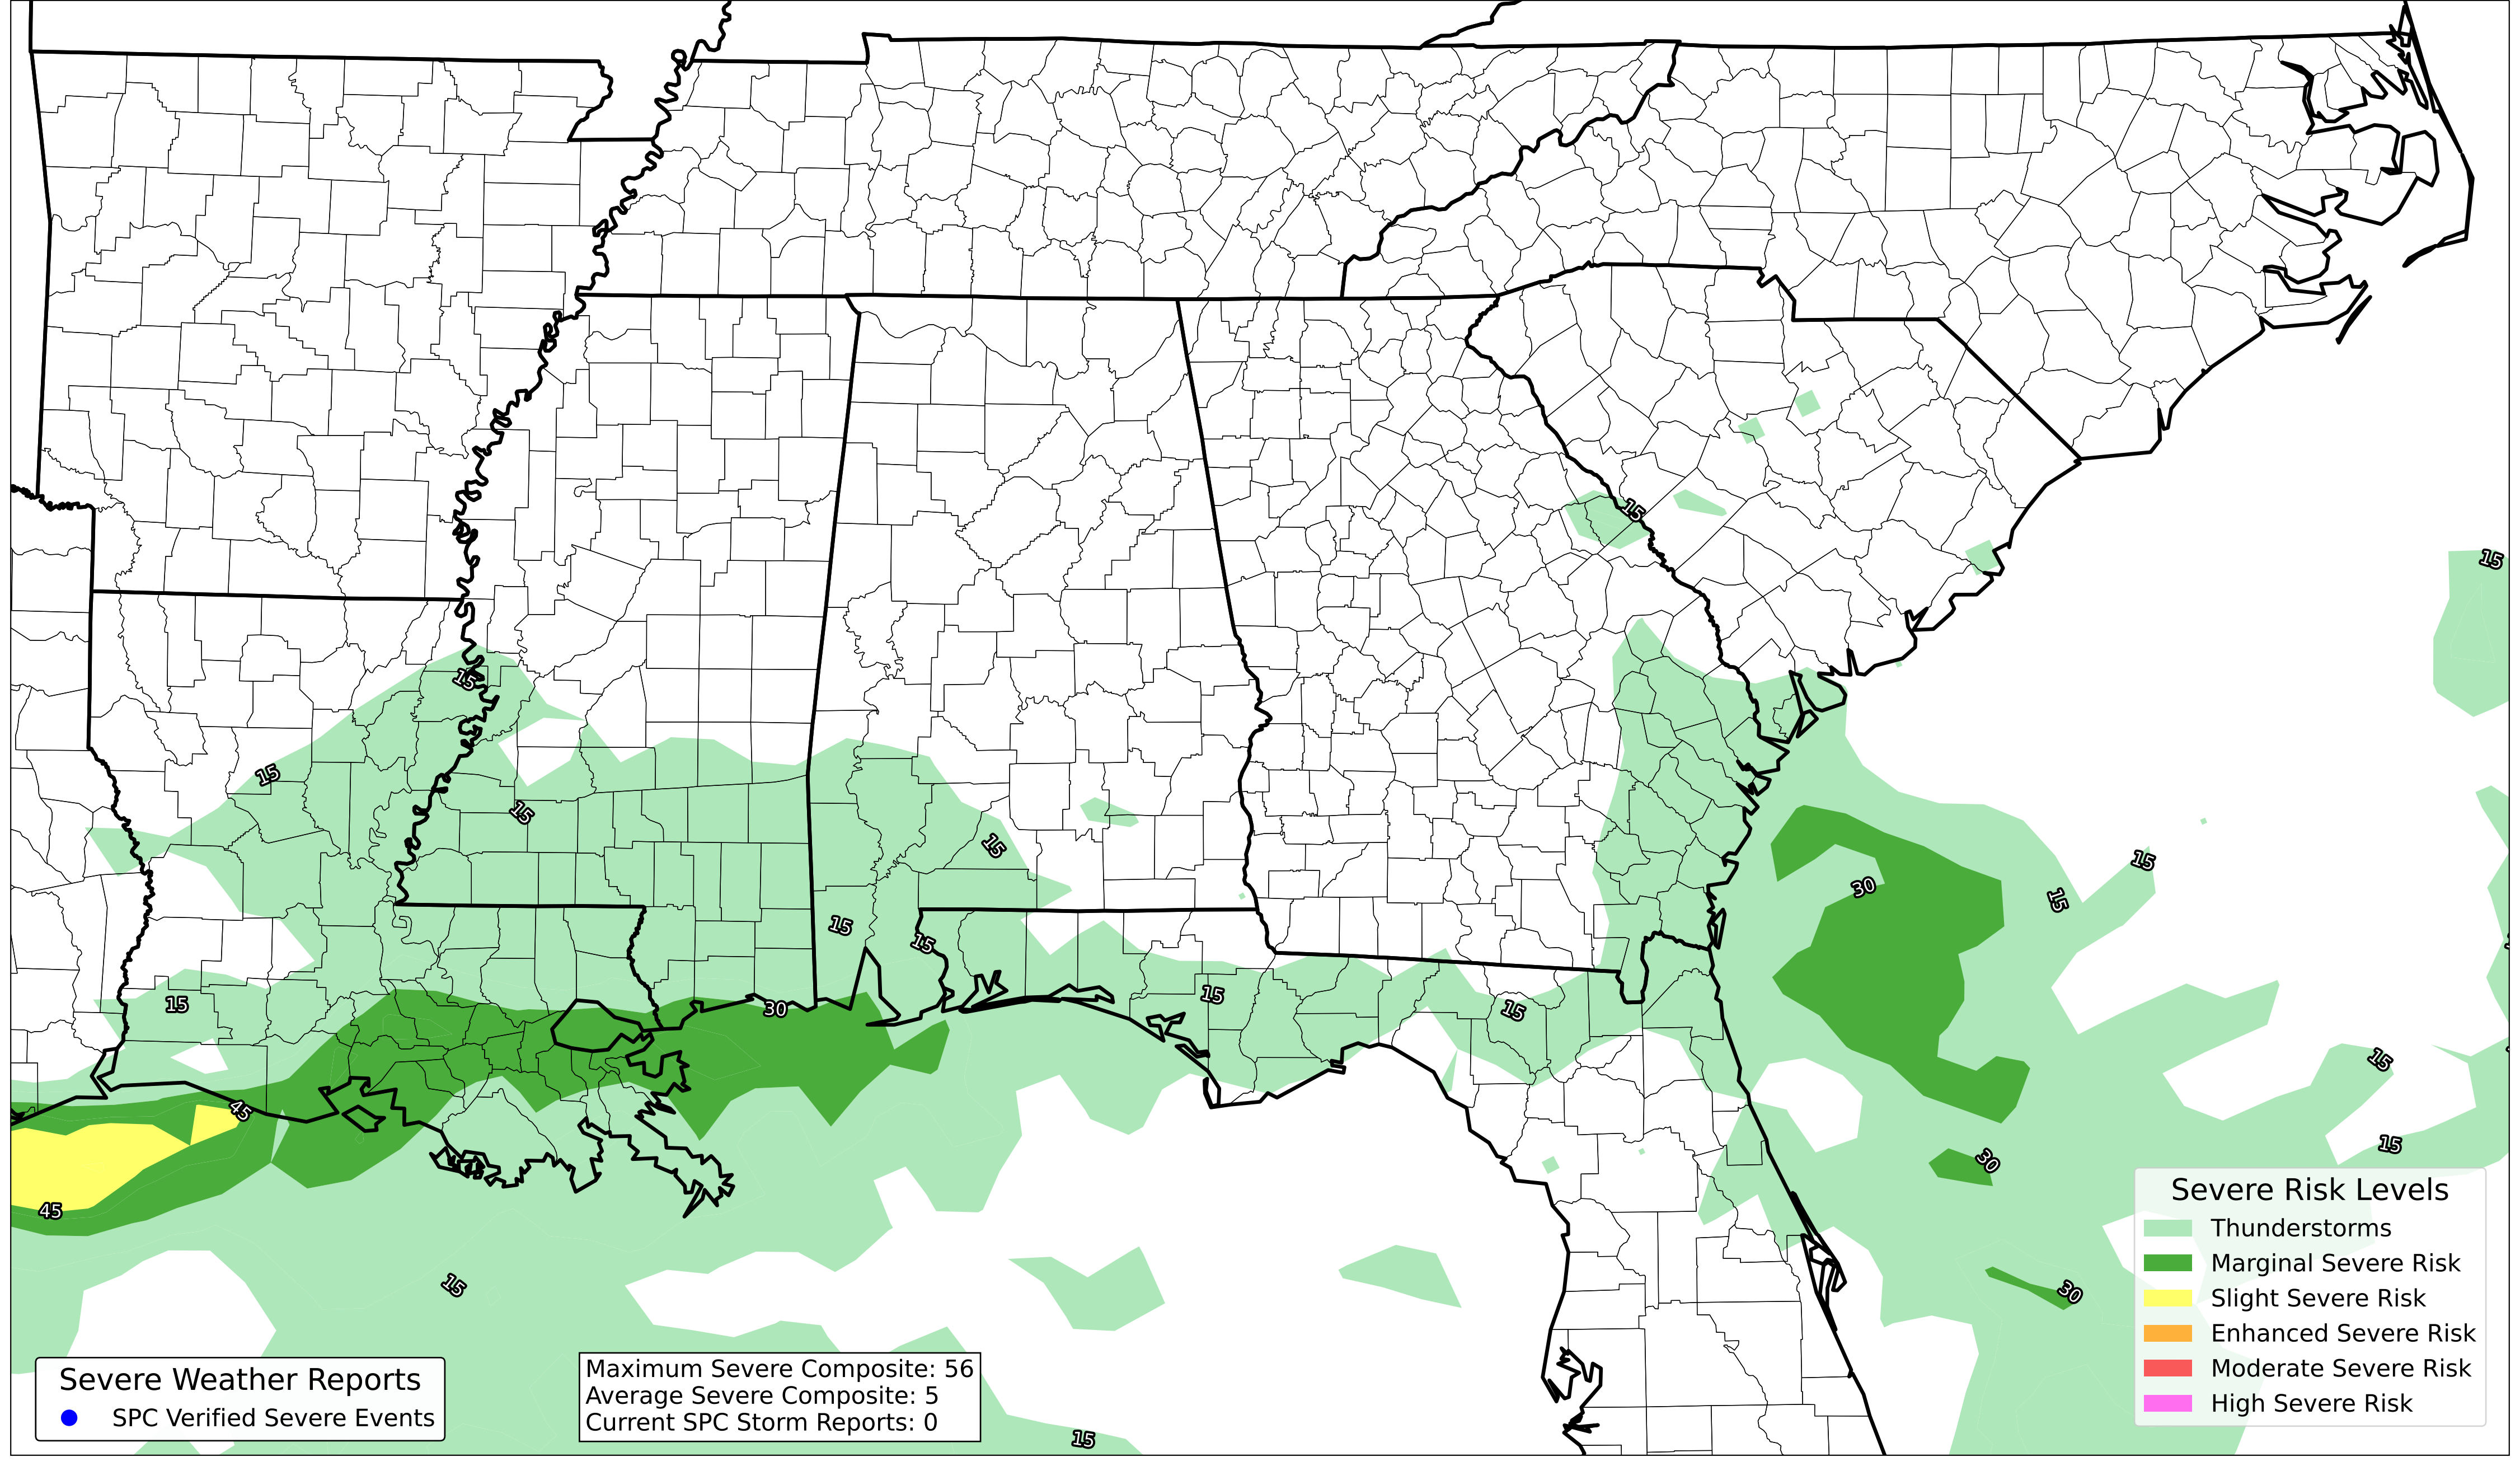 15
15
15
15
15
15
15
30
15
15
15
15
15
15
30
15
45
15
30
45
Severe Risk Levels
Thunderstorms
Marginal Severe Risk
Slight Severe Risk
Enhanced Severe Risk
Moderate Severe Risk
High Severe Risk
15
30
Severe Weather Reports
SPC Verified Severe Events
Maximum Severe Composite: 56
Average Severe Composite: 5
Current SPC Storm Reports: 0
15